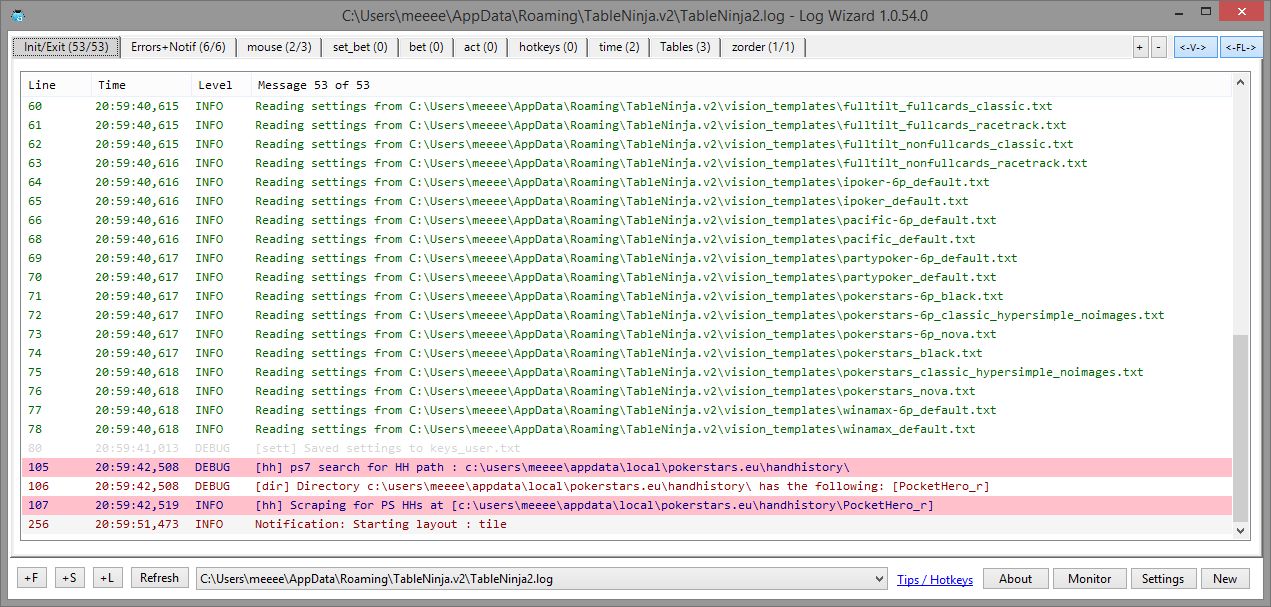 C:\Users\meeee\AppData\Roaming\TableNinja.v2\TableNinja2.log - Log Wizard 1.0.54.0
Init/Exit (53/53) Errors+Notif (6/6) mouse (2/3) set_bet (0) bet (0) act (0) hotkeys (0) time (2) Tables (3) zorder (1/1) + - <-V-> <-FL->
Line Time Level Message 53 of 53
60 20:59:40,615 INFO Reading settings from C:\Users\meeee\AppData\Roaming\TableNinja.v2\vision_templates\fulltilt_fullcards_classic.txt
61 20:59:40,615 INFO Reading settings from C:\Users\meeee\AppData\Roaming\TableNinja.v2\vision_templates\fulltilt_fullcards_racetrack.txt
62 20:59:40,615 INFO Reading settings from C:\Users\meeee\AppData\Roaming\TableNinja.v2\vision_templates\fulltilt_nonfullcards_classic.txt
63 20:59:40,616 INFO Reading settings from C:\Users\meeee\AppData\Roaming\TableNinja.v2\vision_templates\fulltilt_nonfullcards_racetrack.txt
64 20:59:40,616 INFO Reading settings from C:\Users\meeee\AppData\Roaming\TableNinja.v2\vision_templates\ipoker-6p_default.txt
65 20:59:40,616 INFO Reading settings from C:\Users\meeee\AppData\Roaming\TableNinja.v2\vision_templates\ipoker_default.txt
66 20:59:40,616 INFO Reading settings from C:\Users\meeee\AppData\Roaming\TableNinja.v2\vision_templates\pacific-6p_default.txt
68 20:59:40,616 INFO Reading settings from C:\Users\meeee\AppData\Roaming\TableNinja.v2\vision_templates\pacific_default.txt
69 20:59:40,617 INFO Reading settings from C:\Users\meeee\AppData\Roaming\TableNinja.v2\vision_templates\partypoker-6p_default.txt
70 20:59:40,617 INFO Reading settings from C:\Users\meeee\AppData\Roaming\TableNinja.v2\vision_templates\partypoker_default.txt
71 20:59:40,617 INFO Reading settings from C:\Users\meeee\AppData\Roaming\TableNinja.v2\vision_templates\pokerstars-6p_black.txt
72 20:59:40,617 INFO Reading settings from C:\Users\meeee\AppData\Roaming\TableNinja.v2\vision_templates\pokerstars-6p_classic_hypersimple_noimages.txt
73 20:59:40,617 INFO Reading settings from C:\Users\meeee\AppData\Roaming\TableNinja.v2\vision_templates\pokerstars-6p_nova.txt
74 20:59:40,617 INFO Reading settings from C:\Users\meeee\AppData\Roaming\TableNinja.v2\vision_templates\pokerstars_black.txt
75 20:59:40,618 INFO Reading settings from C:\Users\meeee\AppData\Roaming\TableNinja.v2\vision_templates\pokerstars_classic_hypersimple_noimages.txt
76 20:59:40,618 INFO Reading settings from C:\Users\meeee\AppData\Roaming\TableNinja.v2\vision_templates\pokerstars_nova.txt
77 20:59:40,618 INFO Reading settings from C:\Users\meeee\AppData\Roaming\TableNinja.v2\vision_templates\winamax-6p_default.txt
78 20:59:40,618 INFO Reading settings from C:\Users\meeee\AppData\Roaming\TableNinja.v2\vision_templates\winamax_default.txt
80 20:59:41,013 DEBUG [sett] Saved settings to keys_user.txt
105 20:59:42,508 DEBUG [hh] ps7 search for HH path : c:\users\meeee\appdata\local\pokerstars.eu\handhistory\
106 20:59:42,508 DEBUG [dir] Directory c:\users\meeee\appdata\local\pokerstars.eu\handhistory\ has the following: [PocketHero_r]
107 20:59:42,519 INFO [hh] Scraping for PS HHs at [c:\users\meeee\appdata\local\pokerstars.eu\handhistory\PocketHero_r]
256 20:59:51,473 INFO Notification: Starting layout : tile
+F +S +L Refresh C:\Users\meeee\AppData\Roaming\TableNinja.v2\TableNinja2.log Tips / Hotkeys About Monitor Settings New